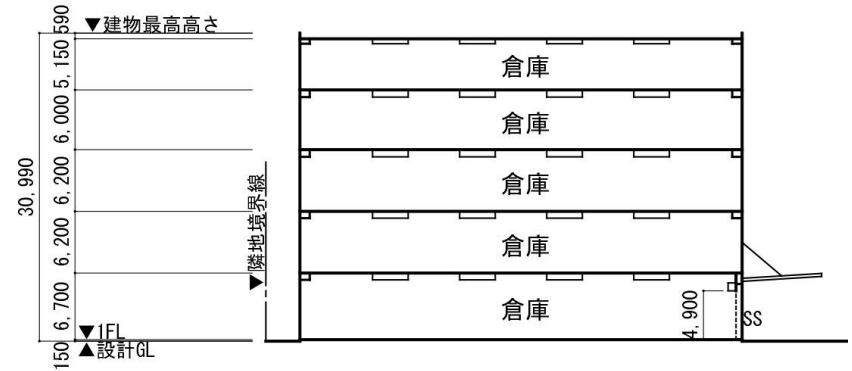 ▼建物最高高さ
590
5,150
6,000
6,200
6,200
6,700
150
30,990
▼隣地境界線
▼1FL
▲設計GL
倉庫
倉庫
倉庫
倉庫
倉庫
4,900
SS